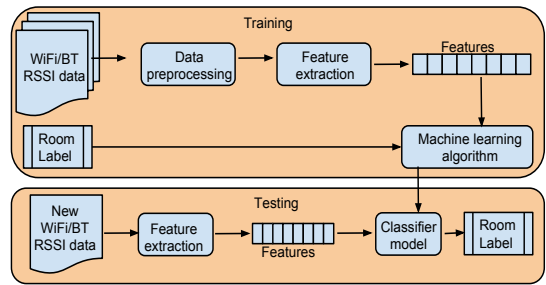 Training
WiFi/BT
RSSI data
Data
preprocessing
Feature
extraction
Features
Room
Label
Machine learning
algorithm
Testing
New
WiFi/BT
RSSI data
Feature
extraction
Features
Classifier
model
Room
Label